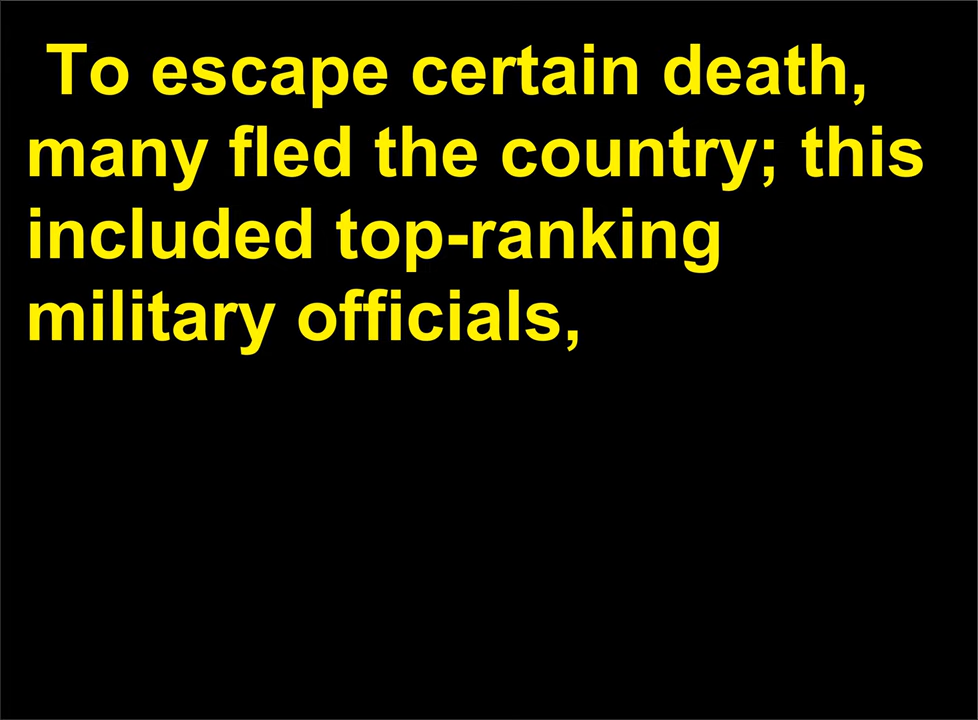 To escape certain death,
many fled the country; this
included top-ranking
military officials,